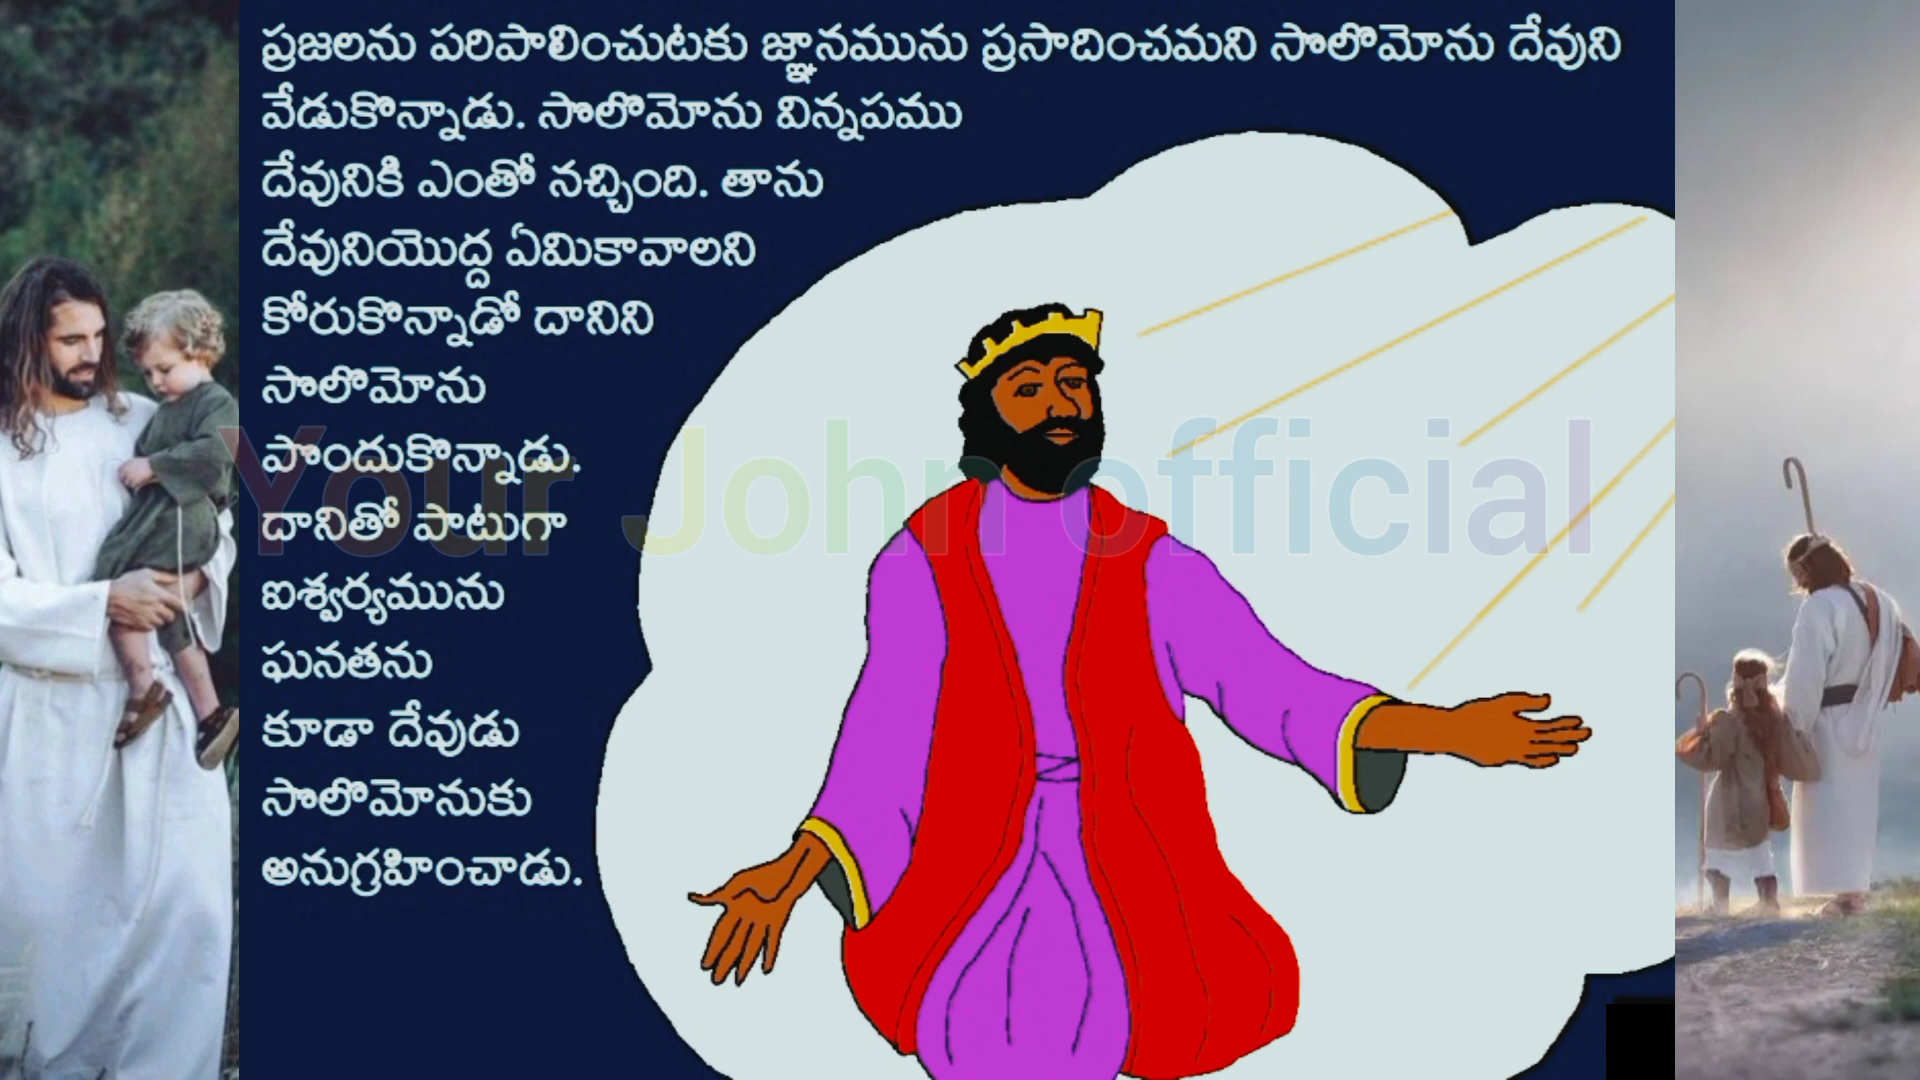 ప్రజలను పరిపాలించుటకు జ్ఞానమును ప్రసాదించమని సొలొమోను దేవుని
వేడుకొన్నాడు. సొలొమోను విన్నపము
దేవునికి ఎంతో నచ్చింది. తాను
దేవునియొద్ద ఏమికావాలని
కోరుకొన్నాడో దానిని
సొలొమోను
పొందుకొన్నాడు.
దానితో పాటుగా
ఐశ్వర్యమును
ఘనతను
కూడా దేవుడు
సొలొమోనుకు
అనుగ్రహించాడు.
Your John official